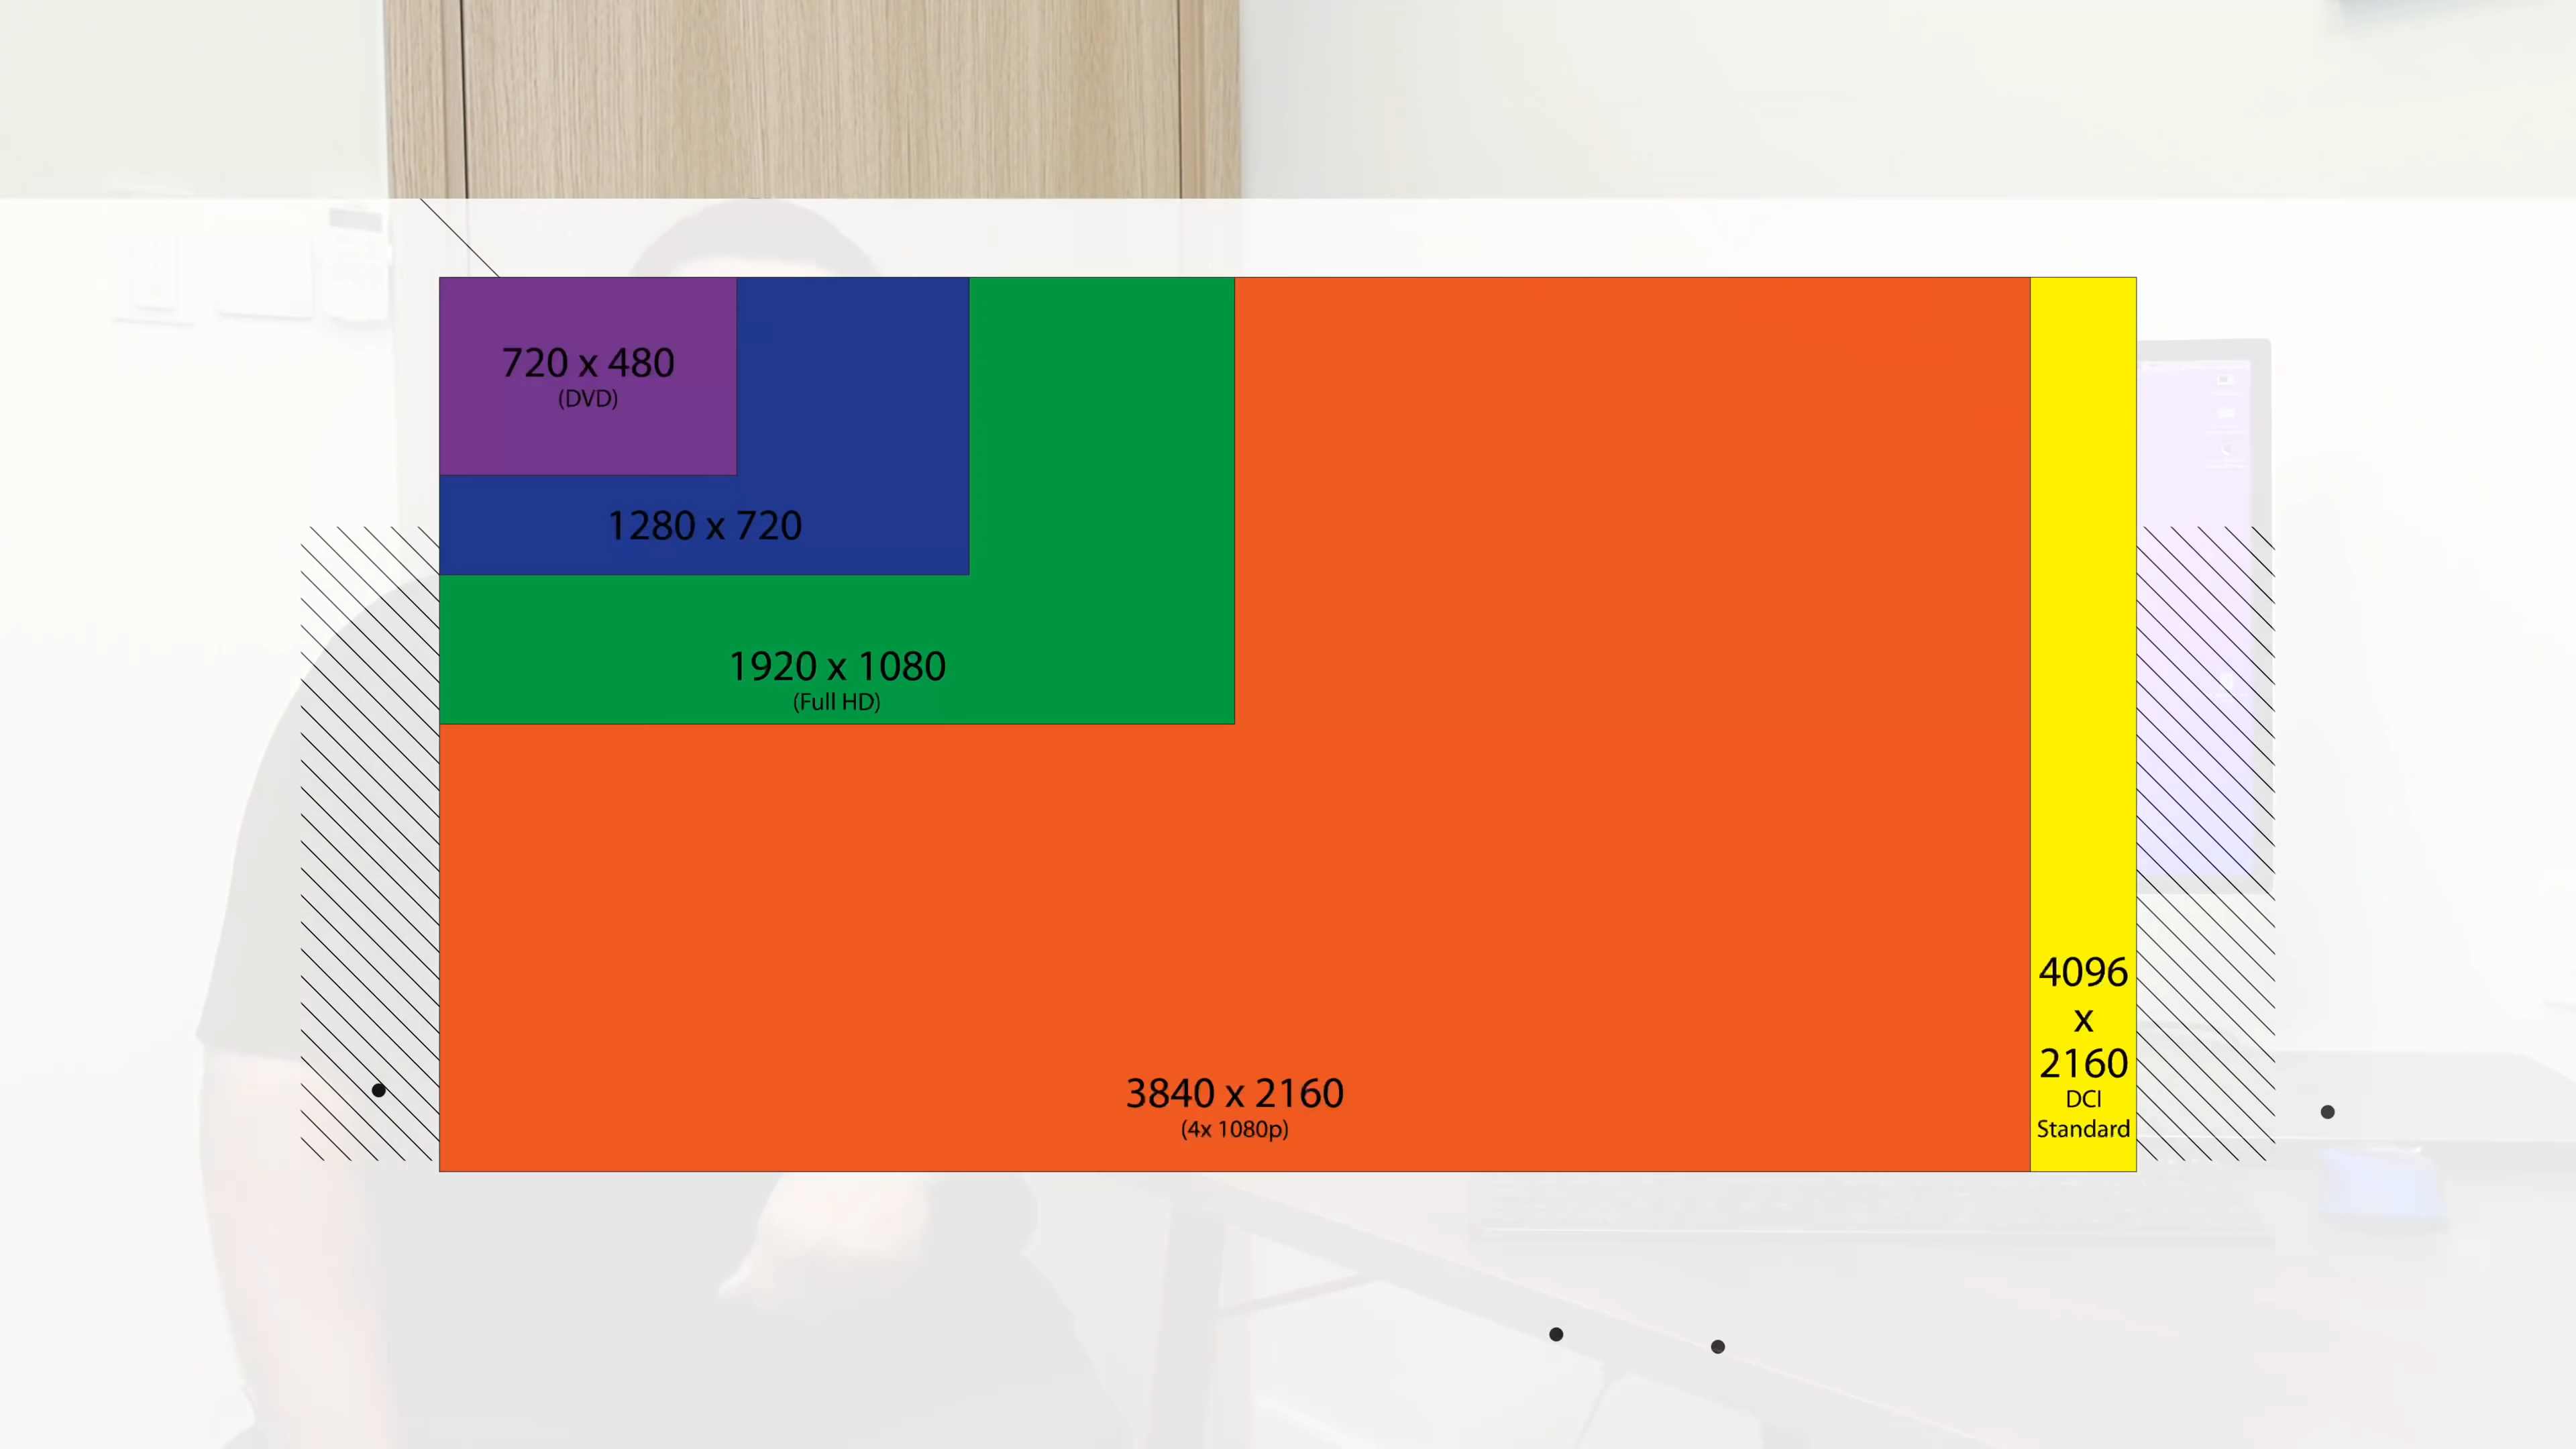 720 x 480
(DVD)
1280 x 720
1920 x 1080
(Full HD)
3840 x 2160
(4x 1080p)
4096
x
2160
DCI
Standard